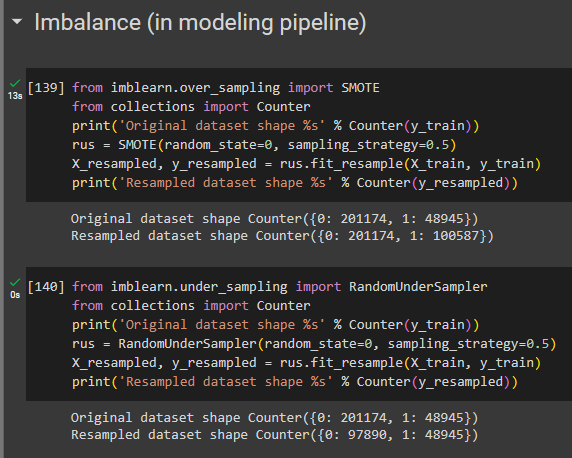 Imbalance (in modeling pipeline)
13s
[139] from imblearn.over_sampling import SMOTE
from collections import Counter
print('Original dataset shape %s' % Counter(y_train))
rus = SMOTE(random_state=0, sampling_strategy=0.5)
X_resampled, y_resampled = rus.fit_resample(X_train, y_train)
print('Resampled dataset shape %s' % Counter(y_resampled))
Original dataset shape Counter({0: 201174, 1: 48945})
Resampled dataset shape Counter({0: 201174, 1: 100587})
0s
[140] from imblearn.under_sampling import RandomUnderSampler
from collections import Counter
print('Original dataset shape %s' % Counter(y_train))
rus = RandomUnderSampler(random_state=0, sampling_strategy=0.5)
X_resampled, y_resampled = rus.fit_resample(X_train, y_train)
print('Resampled dataset shape %s' % Counter(y_resampled))
Original dataset shape Counter({0: 201174, 1: 48945})
Resampled dataset shape Counter({0: 97890, 1: 48945})